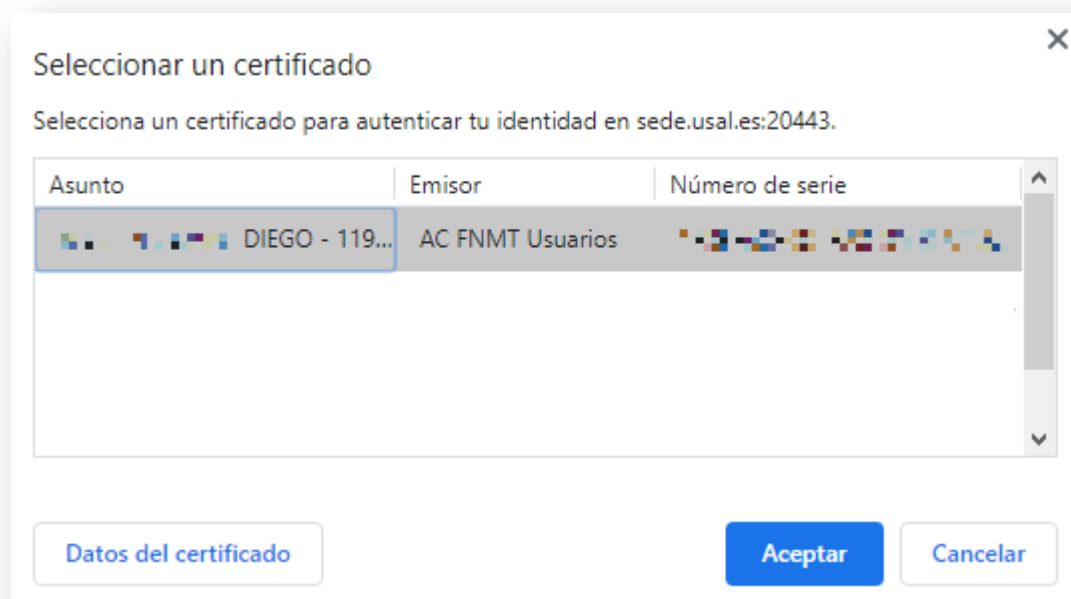 Seleccionar un certificado
Selecciona un certificado para autenticar tu identidad en sede.usal.es:20443.
Asunto Emisor Número de serie
DIEGO - 119... AC FNMT Usuarios
Datos del certificado Aceptar Cancelar